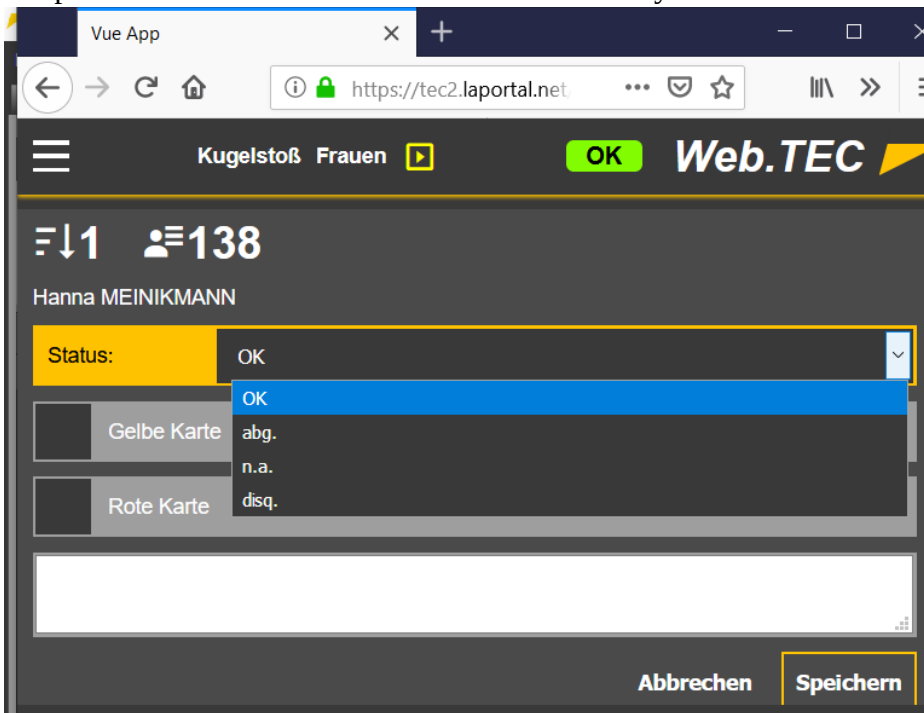 Vue App
https://tec2.laportal.net
Kugelstoß Frauen OK Web.TEC
1 138
Hanna MEINIKMANN
Status: OK
OK
Gelbe Karte abg.
n.a.
Rote Karte disq.
Abbrechen Speichern